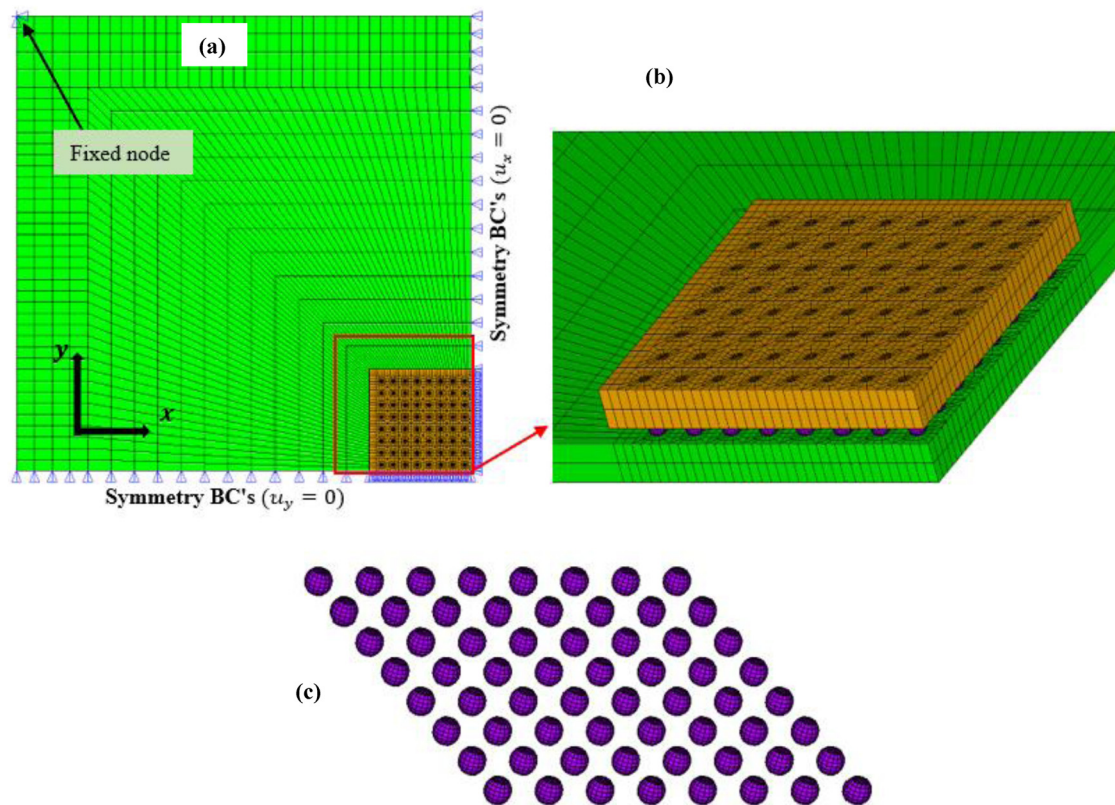 (a)
(b)
Fixed node
Symmetry BC's (u_x = 0)
y
x
Symmetry BC's (u_y = 0)
(c)